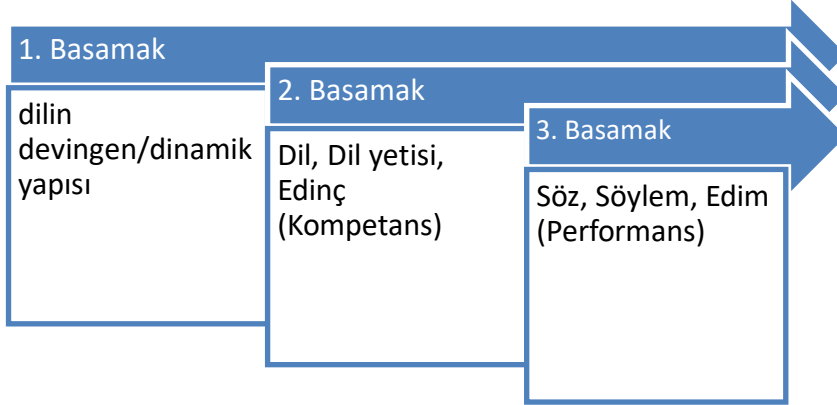 1. Basamak
dilin
devingen/dinamik
yapısı
2. Basamak
Dil, Dil yetisi,
Edinç
(Kompetans)
3. Basamak
Söz, Söylem, Edim
(Performans)